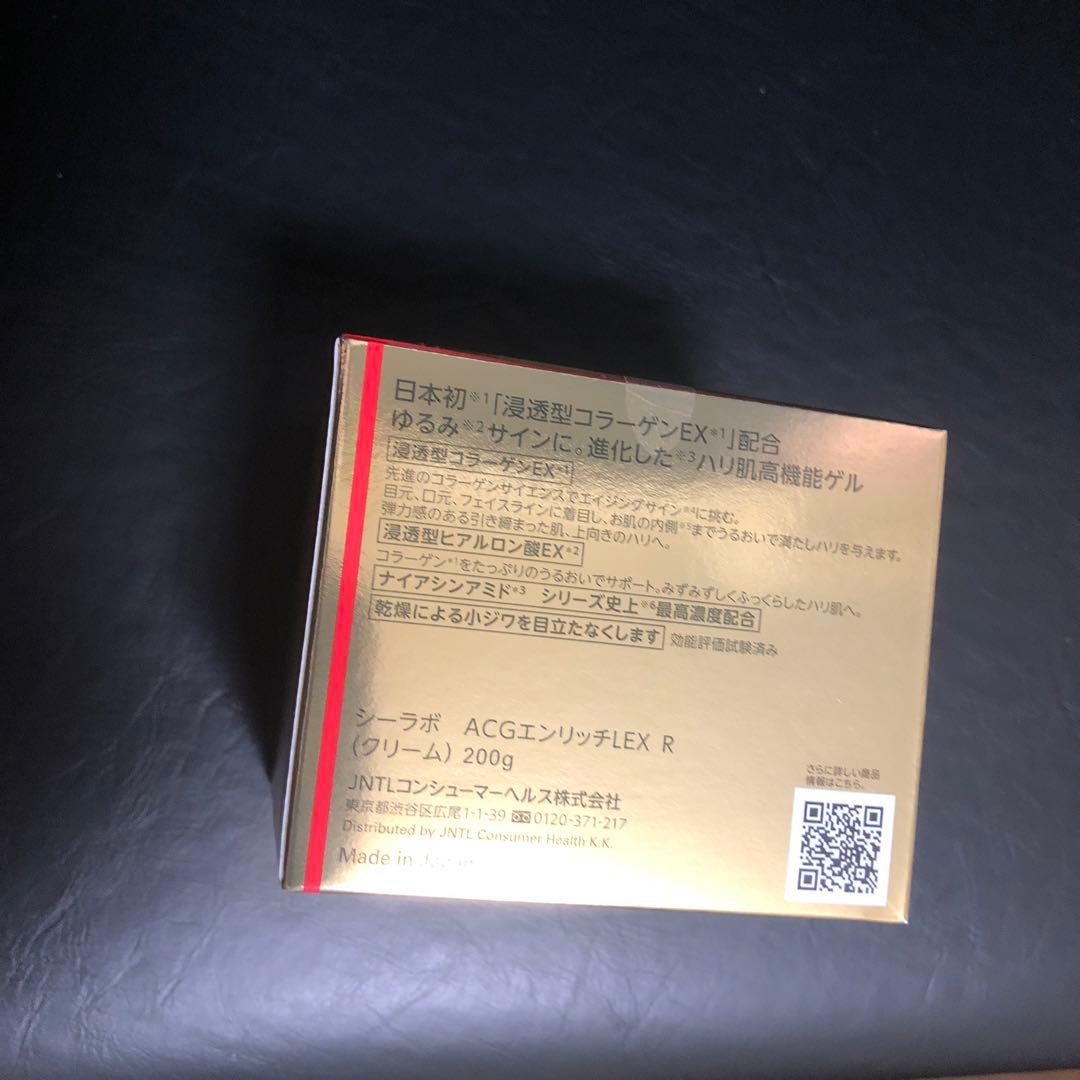 日本初※1「浸透型コラーゲンEX※1」配合
ゆるみ※2サインに。進化した※3ハリ肌高機能ゲル
浸透型コラーゲンEX※1
先進のコラーゲンサイエンスでエイジングサイン※4に挑む。
目元、口元、フェイスラインに着目し、お肌の内側※5までうるおいで満たしハリを与えます。
弾力感のある引き締まった肌、上向きのハリへ。
浸透型ヒアルロン酸EX※2
コラーゲン※1をたっぷりのうるおいでサポート。みずみずしくふっくらしたハリ肌へ。
ナイアシンアミド※3 シリーズ史上※6最高濃度配合
乾燥による小ジワを目立たなくします 効能評価試験済み
シーラボ ACGエンリッチLEX R
(クリーム) 200g
JNTLコンシューマーヘルス株式会社
東京都渋谷区広尾1-1-39 0120-371-217
Distributed by JNTL Consumer Health K.K.
Made in Japan
さらに詳しい商品
情報はこちら。